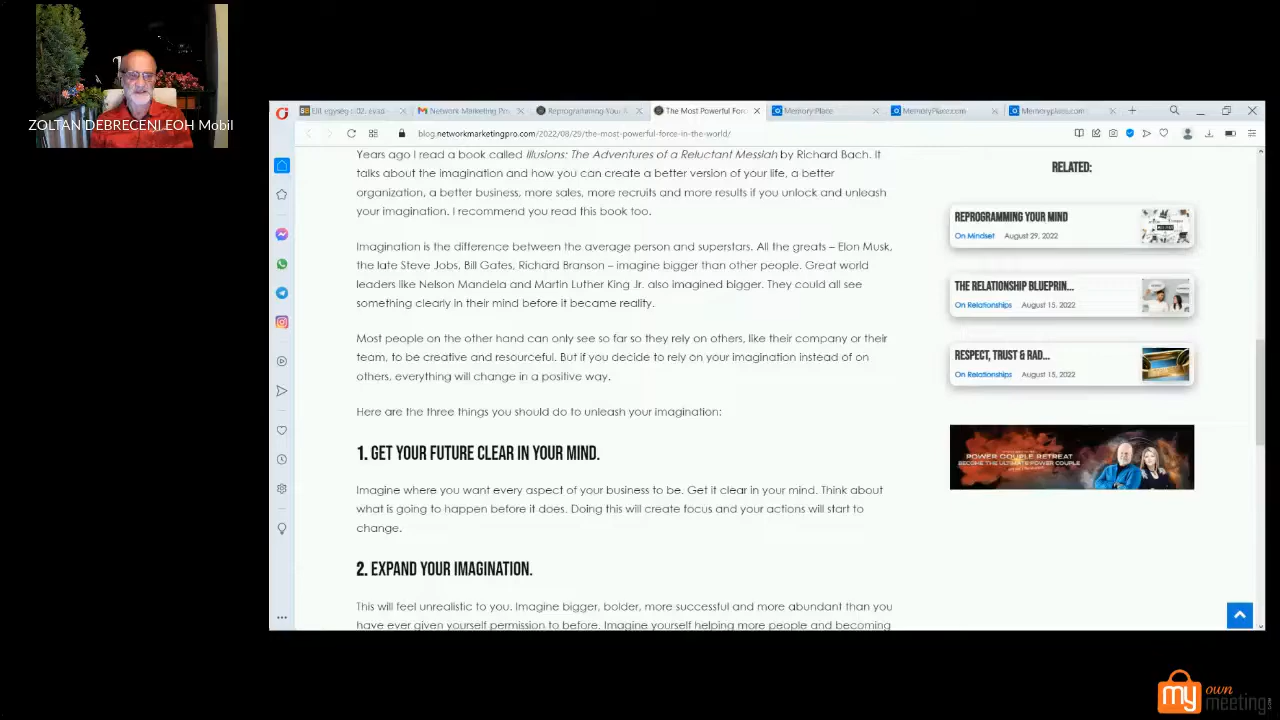 ZOLTAN DEBRECENI EOH Mobil
Network Marketing Pro
Reprogramming Your
The Most Powerful Forc
Memory Plane
MemoryPlane.com
Memoryplane.com
blog.networkmarketingpro.com/2022/08/29/the-most-powerful-force-in-the-world/
Years ago I read a book called Illusions: The Adventures of a Reluctant Messiah by Richard Bach. It
talks about the imagination and how you can create a better version of your life, a better
organization, a better business, more sales, more recruits and more results if you unlock and unleash
your imagination. I recommend you read this book too.
Imagination is the difference between the average person and superstars. All the greats – Elon Musk,
the late Steve Jobs, Bill Gates, Richard Branson – imagine bigger than other people. Great world
leaders like Nelson Mandela and Martin Luther King Jr. also imagined bigger. They could all see
something clearly in their mind before it became reality.
Most people on the other hand can only see so far so they rely on others, like their company or their
team, to be creative and resourceful. But if you decide to rely on your imagination instead of on
others, everything will change in a positive way.
Here are the three things you should do to unleash your imagination:
1. GET YOUR FUTURE CLEAR IN YOUR MIND.
Imagine where you want every aspect of your business to be. Get it clear in your mind. Think about
what is going to happen before it does. Doing this will create focus and your actions will start to
change.
2. EXPAND YOUR IMAGINATION.
This will feel unrealistic to you. Imagine bigger, bolder, more successful and more abundant than you
have ever given yourself permission to before. Imagine yourself helping more people and becoming
RELATED:
REPROGRAMMING YOUR MIND
On Mindset August 29, 2022
THE RELATIONSHIP BLUEPRIN...
On Relationships August 15, 2022
RESPECT, TRUST & RAD...
On Relationships August 15, 2022
POWER COUPLE RETREAT
BECOME THE ULTIMATE POWER COUPLE
my own
meeting